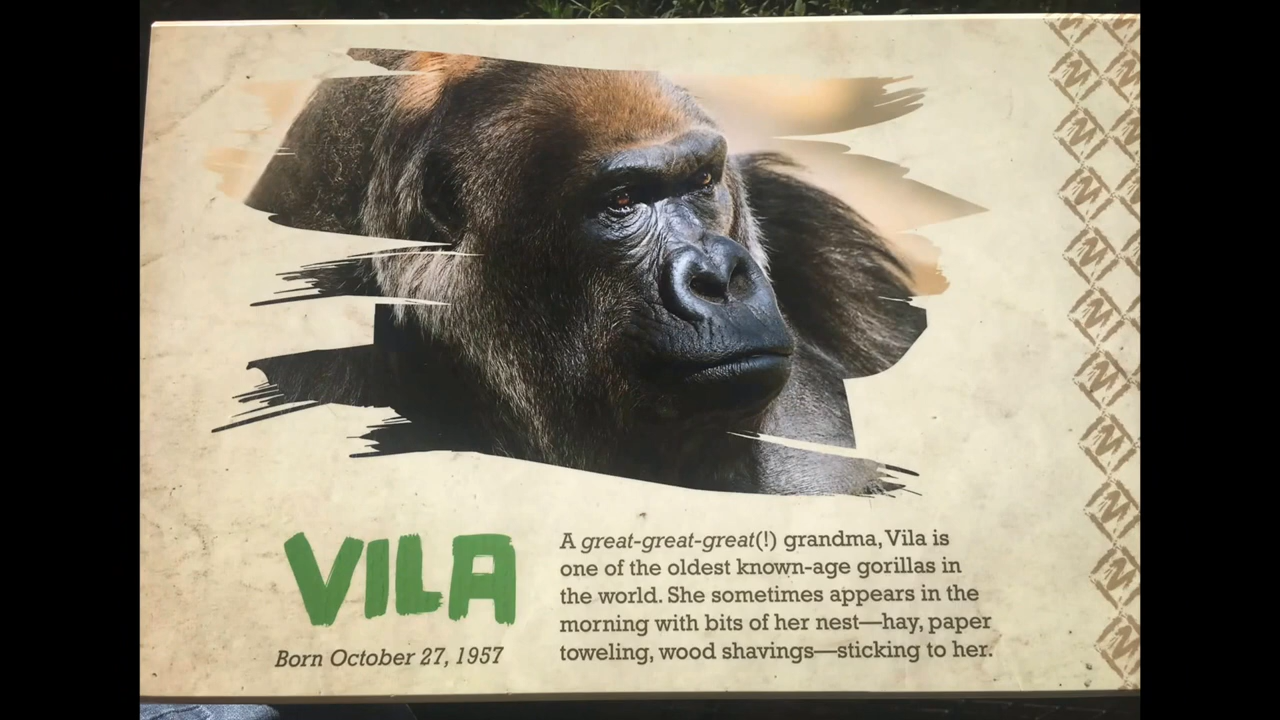 VILA
Born October 27, 1957
A great-great-great(!) grandma, Vila is
one of the oldest known-age gorillas in
the world. She sometimes appears in the
morning with bits of her nest—hay, paper
toweling, wood shavings—sticking to her.